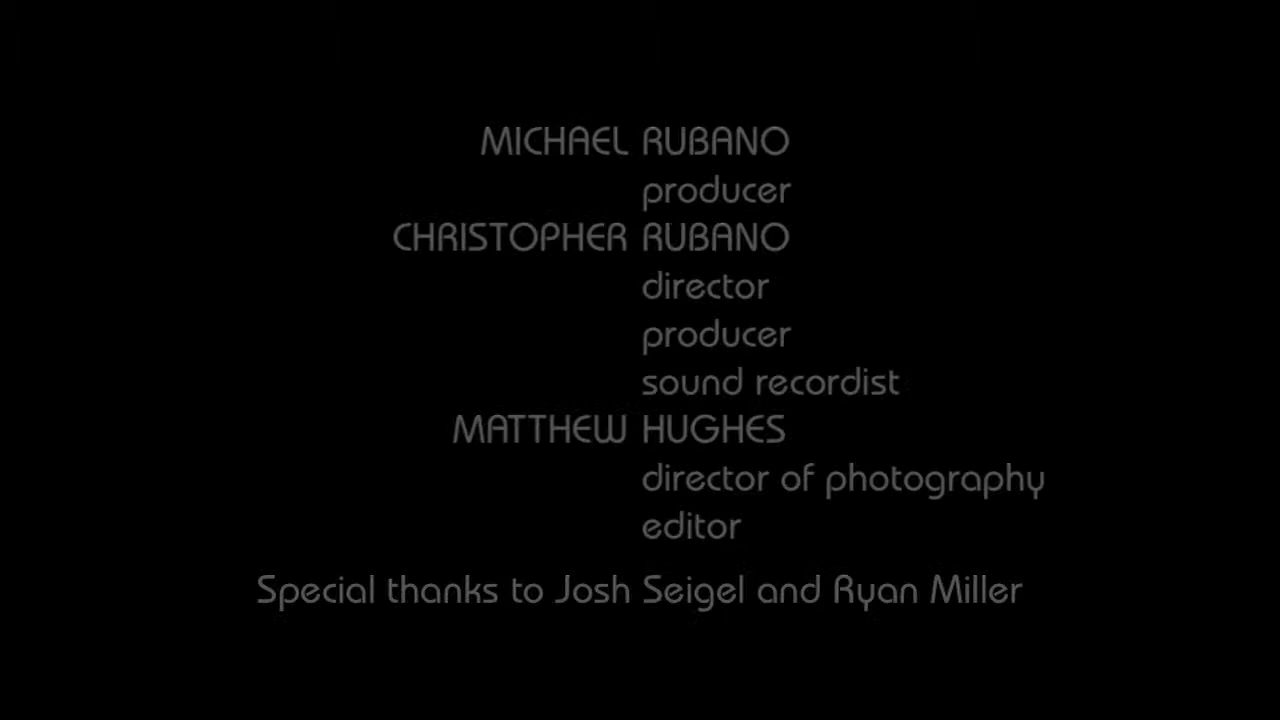 MICHAEL RUBANO
producer
CHRISTOPHER RUBANO
director
producer
sound recordist
MATTHEW HUGHES
director of photography
editor
Special thanks to Josh Seigel and Ryan Miller